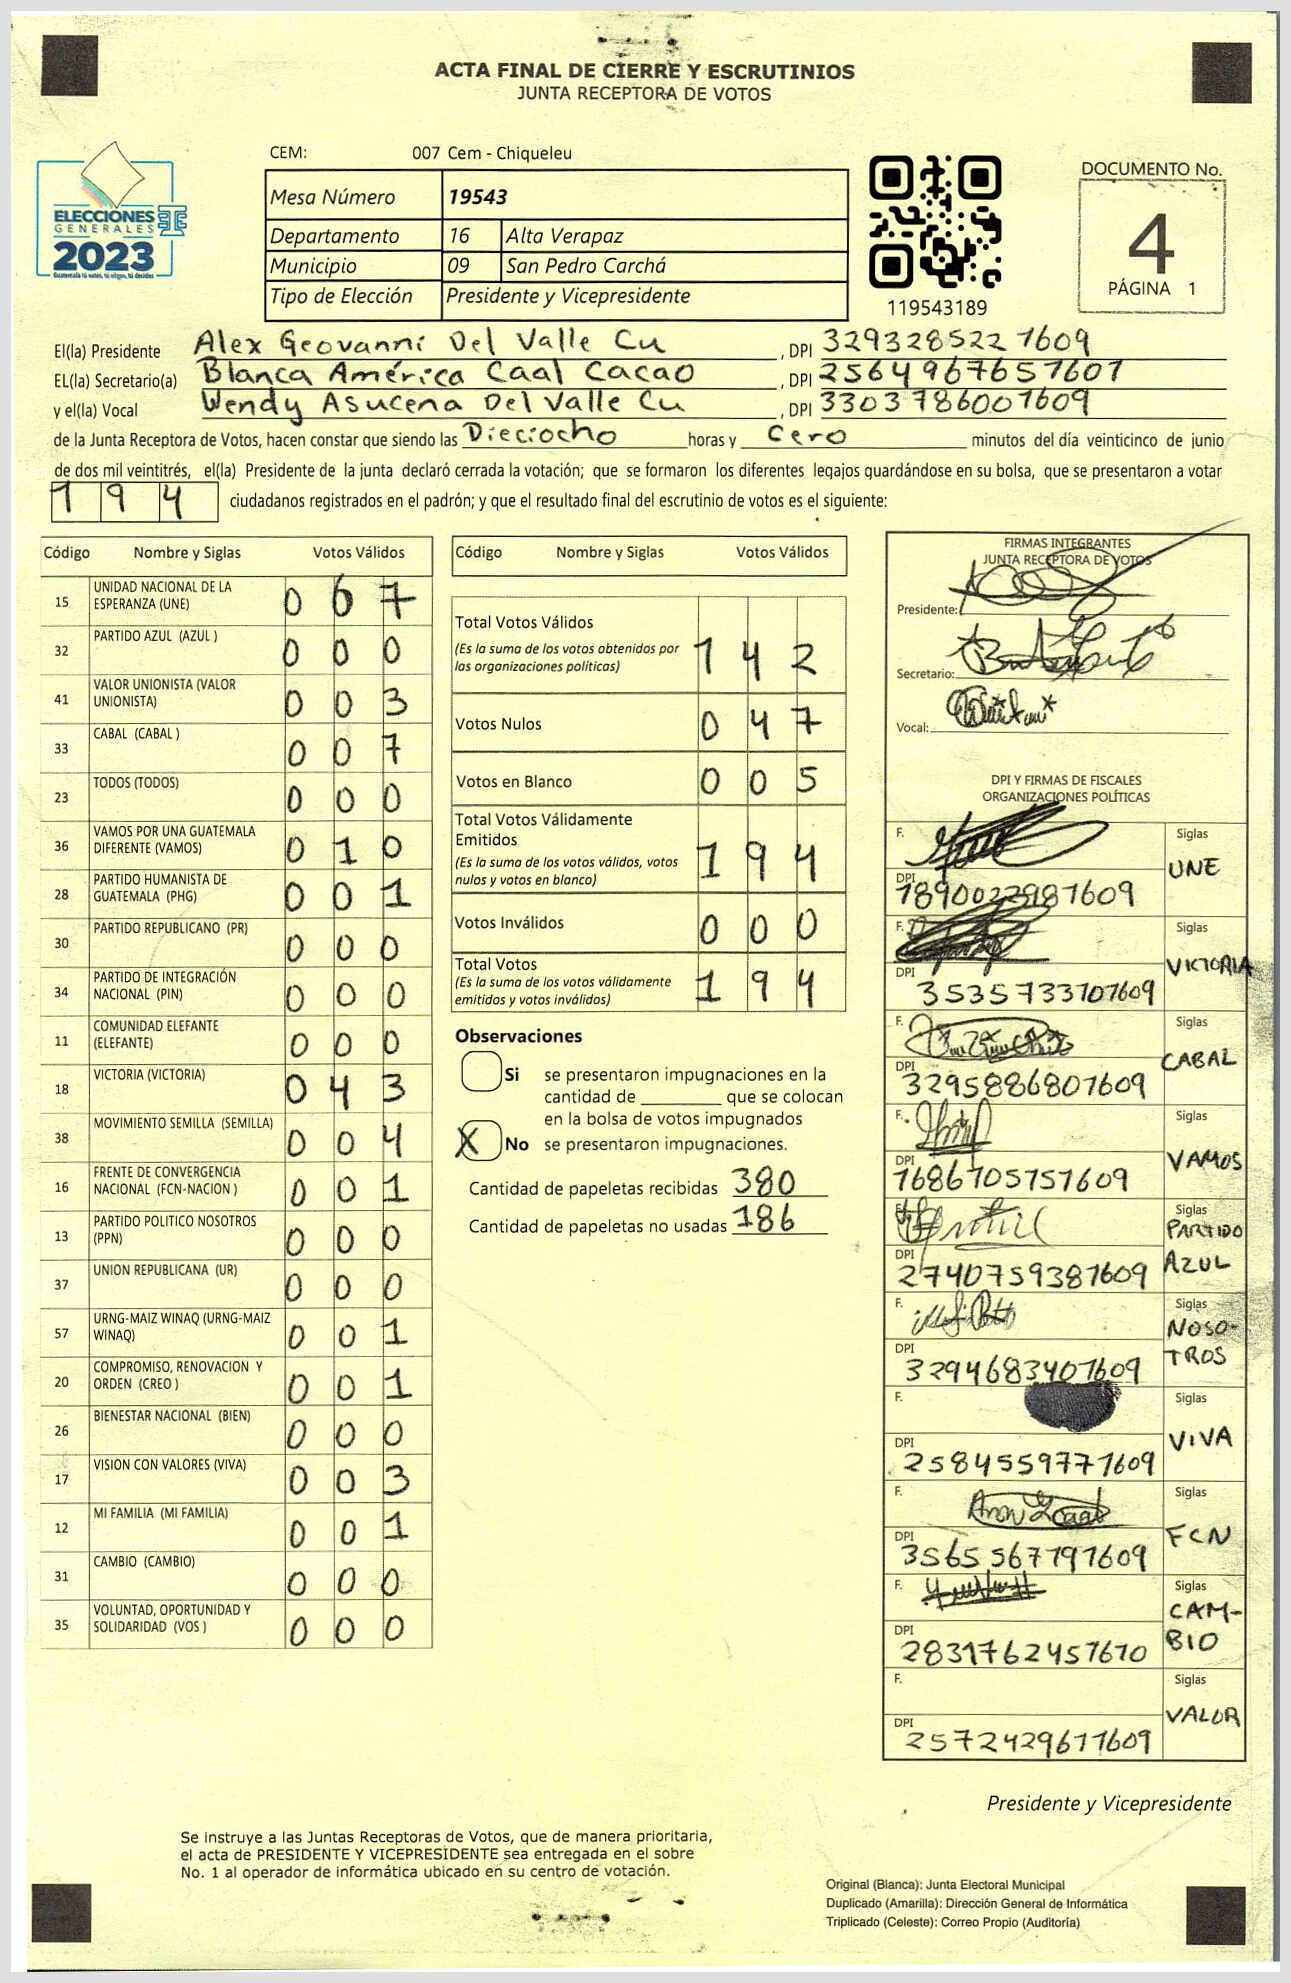 ACTA FINAL DE CIERRE Y ESCRUTINIOS
JUNTA RECEPTORA DE VOTOS
ELECCIONES
GENERALES
2023
Guatemala tú votas, tú eliges, tú decides
CEM: 007 Cem - Chiqueleu
Mesa Número 19543
Departamento 16 Alta Verapaz
Municipio 09 San Pedro Carchá
Tipo de Elección Presidente y Vicepresidente
119543189
DOCUMENTO No.
4
PÁGINA 1
El(la) Presidente Alex Geovanni Del Valle Cu, DPI 329328522 1609
EL(la) Secretario(a) Blanca América Caal Cacao, DPI 2564967651601
y el(la) Vocal Wendy Asucena Del Valle Cu, DPI 3303786001609
de la Junta Receptora de Votos, hacen constar que siendo las Dieciocho horas y Cero minutos del día veinticinco de junio
de dos mil veintitrés, el(la) Presidente de la junta declaró cerrada la votación; que se formaron los diferentes legajos guardándose en su bolsa, que se presentaron a votar
194 ciudadanos registrados en el padrón; y que el resultado final del escrutinio de votos es el siguiente:
Código Nombre y Siglas Votos Válidos
15 UNIDAD NACIONAL DE LA ESPERANZA (UNE) 0 6 7
32 PARTIDO AZUL (AZUL ) 0 0 0
41 VALOR UNIONISTA (VALOR UNIONISTA) 0 0 3
33 CABAL (CABAL ) 0 0 7
23 TODOS (TODOS) 0 0 0
36 VAMOS POR UNA GUATEMALA DIFERENTE (VAMOS) 0 1 0
28 PARTIDO HUMANISTA DE GUATEMALA (PHG) 0 0 1
30 PARTIDO REPUBLICANO (PR) 0 0 0
34 PARTIDO DE INTEGRACIÓN NACIONAL (PIN) 0 0 0
11 COMUNIDAD ELEFANTE (ELEFANTE) 0 0 0
18 VICTORIA (VICTORIA) 0 4 3
38 MOVIMIENTO SEMILLA (SEMILLA) 0 0 4
16 FRENTE DE CONVERGENCIA NACIONAL (FCN-NACION ) 0 0 1
13 PARTIDO POLITICO NOSOTROS (PPN) 0 0 0
37 UNION REPUBLICANA (UR) 0 0 0
57 URNG-MAIZ WINAQ (URNG-MAIZ WINAQ) 0 0 1
20 COMPROMISO, RENOVACION Y ORDEN (CREO ) 0 0 1
26 BIENESTAR NACIONAL (BIEN) 0 0 0
17 VISION CON VALORES (VIVA) 0 0 3
12 MI FAMILIA (MI FAMILIA) 0 0 1
31 CAMBIO (CAMBIO) 0 0 0
35 VOLUNTAD, OPORTUNIDAD Y SOLIDARIDAD (VOS ) 0 0 0
Código Nombre y Siglas Votos Válidos
Total Votos Válidos
(Es la suma de los votos obtenidos por las organizaciones políticas) 1 4 2
Votos Nulos 0 4 7
Votos en Blanco 0 0 5
Total Votos Válidamente Emitidos
(Es la suma de los votos válidos, votos nulos y votos en blanco) 1 9 4
Votos Inválidos 0 0 0
Total Votos
(Es la suma de los votos válidamente emitidos y votos inválidos) 1 9 4
Observaciones
Si se presentaron impugnaciones en la
cantidad de ________ que se colocan
en la bolsa de votos impugnados
X No se presentaron impugnaciones.
Cantidad de papeletas recibidas 380
Cantidad de papeletas no usadas 186
FIRMAS INTEGRANTES
JUNTA RECEPTORA DE VOTOS
Presidente:
Secretario:
Vocal:
DPI Y FIRMAS DE FISCALES
ORGANIZACIONES POLÍTICAS
F. Siglas
DPI 1890023981609 UNE
F. Siglas
DPI 3535733101609 VICTORIA
F. Siglas
DPI 3295886801609 CABAL
F. Siglas
DPI 1686705751609 VAMOS
F. Siglas
DPI 2740759381609 PARTIDO AZUL
F. Siglas
DPI 3294683401609 NOSO-TROS
F. Siglas
DPI 2584559771609 VIVA
F. Siglas
DPI 3565567191609 FCN
F. Siglas
DPI 2831762451610 CAM-BIO
F. Siglas
DPI 2572429611609 VALOR
Presidente y Vicepresidente
Se instruye a las Juntas Receptoras de Votos, que de manera prioritaria,
el acta de PRESIDENTE Y VICEPRESIDENTE sea entregada en el sobre
No. 1 al operador de informática ubicado en su centro de votación.
Original (Blanca): Junta Electoral Municipal
Duplicado (Amarilla): Dirección General de Informática
Triplicado (Celeste): Correo Propio (Auditoría)